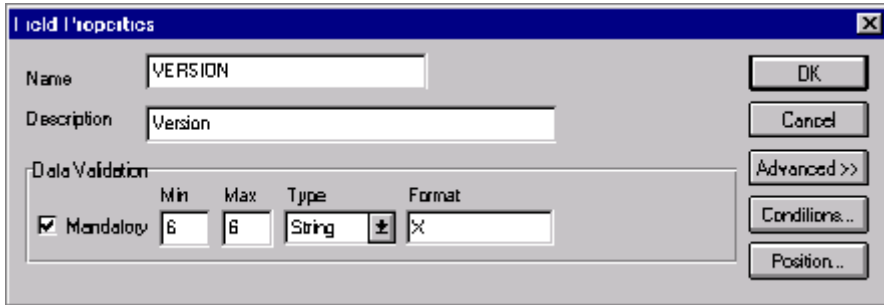 Field Properties
Name VERSION OK
Description Version Cancel
Data Validation Advanced >>
Min Max Type Format
Mandatory 6 6 String X Conditions...
Position...